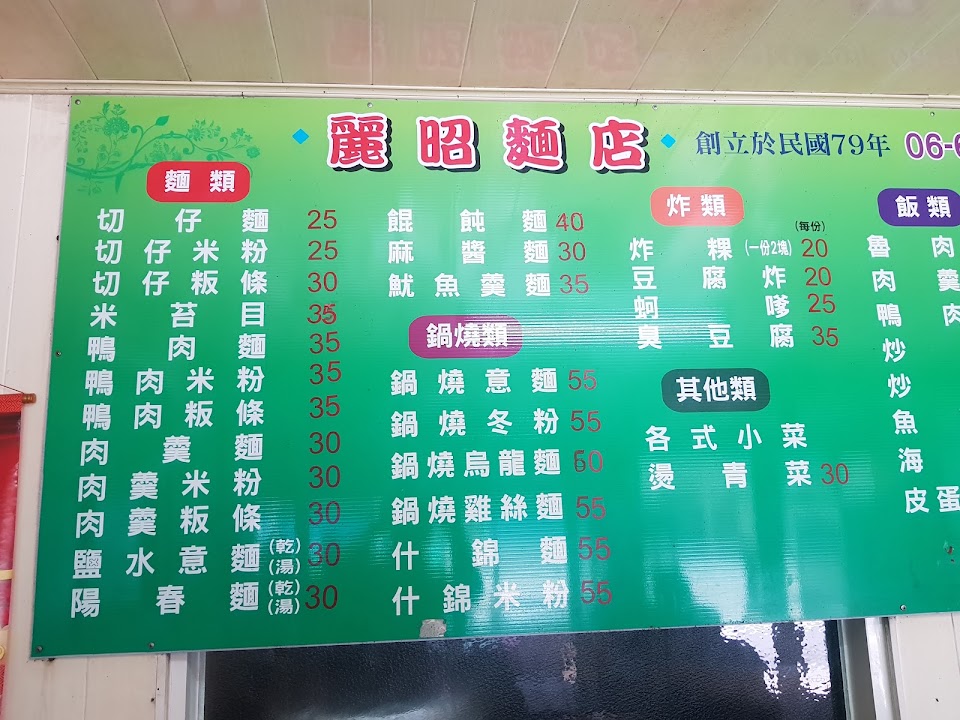 麗昭麵店 創立於民國79年 06-6
麵類
切仔麵 25
切仔米粉 25
切仔粄條 30
米苔目 35
鴨肉麵 35
鴨肉米粉 35
鴨肉粄條 35
肉羹麵 30
肉羹米粉 30
肉羹粄條 30
鹽水意麵(乾)(湯) 30
陽春麵(乾)(湯) 30
餛飩麵 40
麻醬麵 30
魷魚羹麵 35
鍋燒類
鍋燒意麵 55
鍋燒冬粉 55
鍋燒烏龍麵 60
鍋燒雞絲麵 55
什錦麵 55
什錦米粉 55
炸類
(每份)
炸粿(一份2塊) 20
豆腐炸 20
蚵嗲 25
臭豆腐 35
其他類
各式小菜
燙青菜 30
飯類
魯肉
肉羹
鴨肉
炒
炒
魚
海
皮蛋